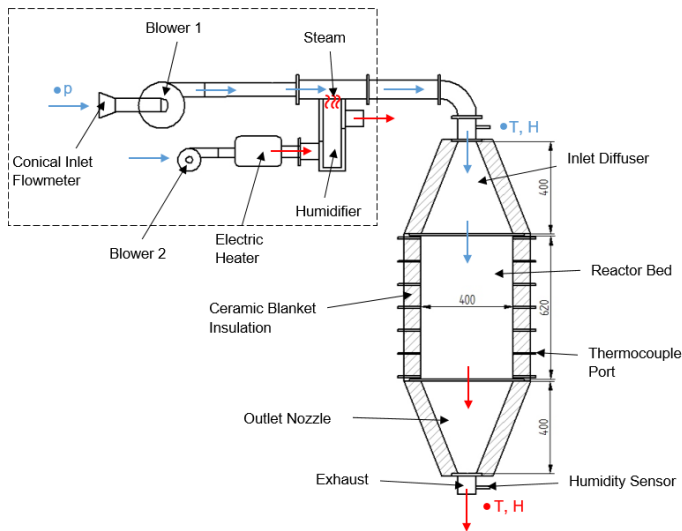 Blower 1
Steam
•p
Conical Inlet
Flowmeter
•T, H
Inlet Diffuser
400
Humidifier
Blower 2
Electric
Heater
Reactor Bed
Ceramic Blanket
Insulation
400
620
Thermocouple
Port
Outlet Nozzle
400
Exhaust
Humidity Sensor
•T, H